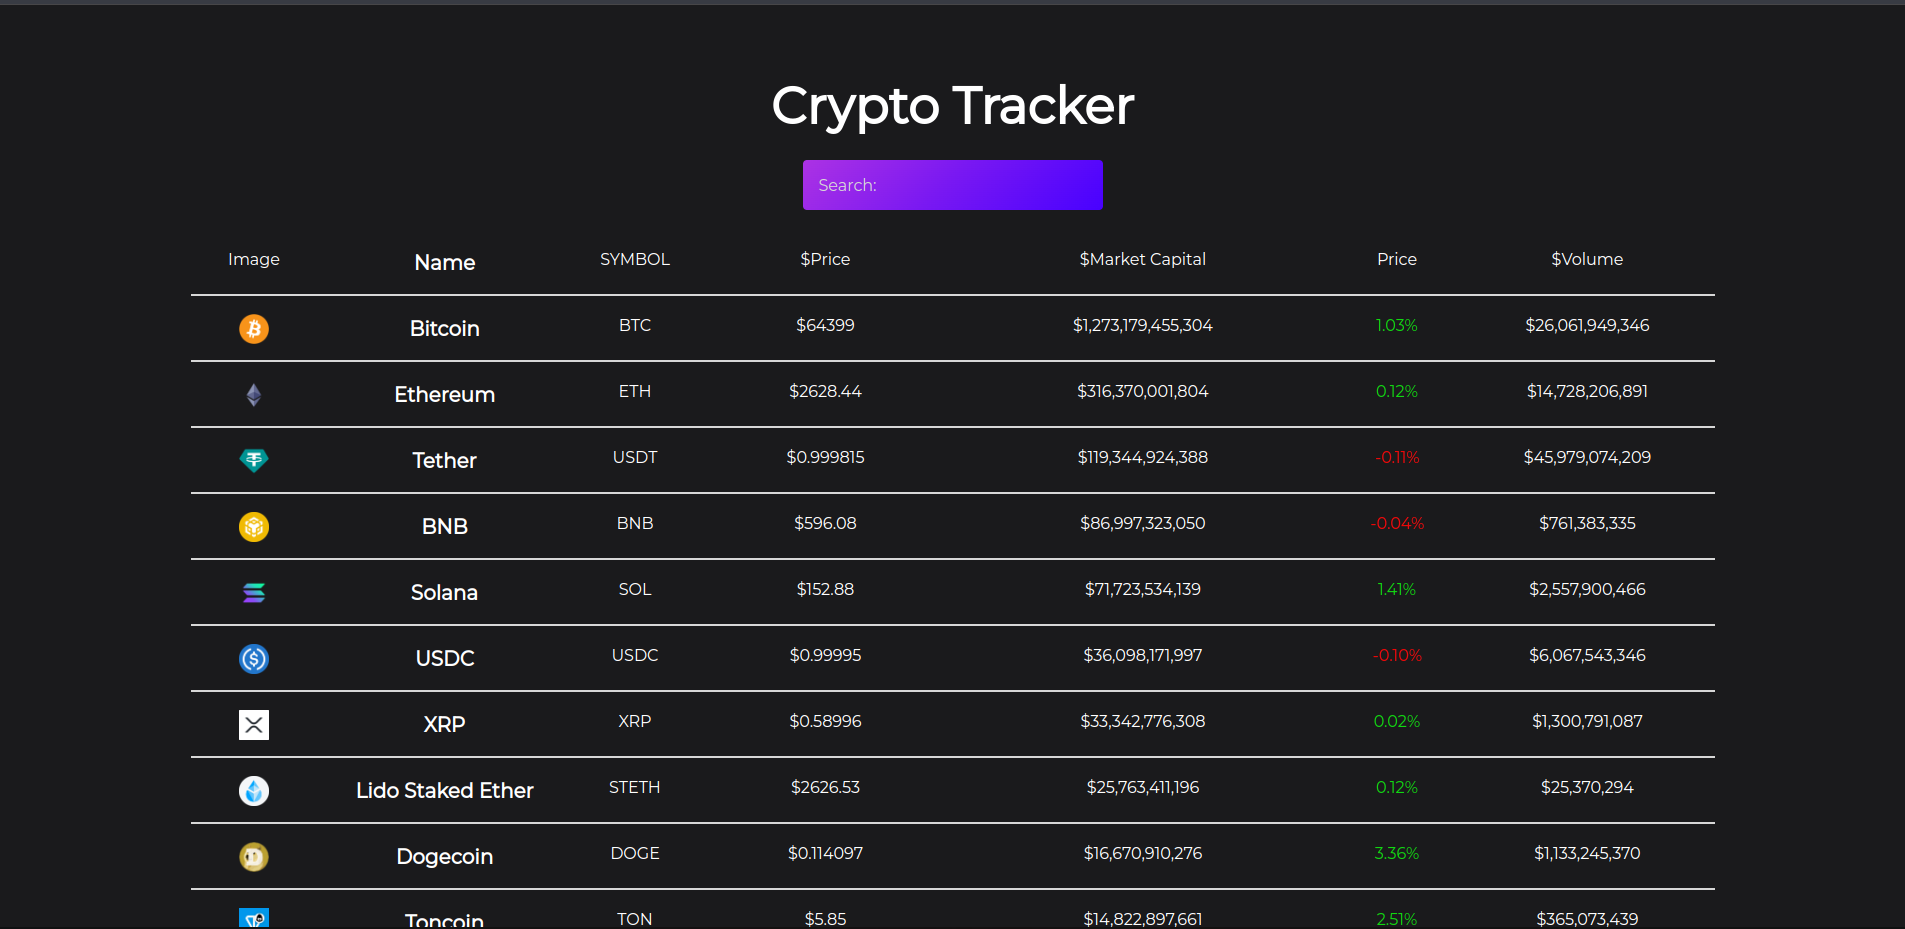 Crypto Tracker
Search:
Image Name SYMBOL $Price $Market Capital Price $Volume
Bitcoin BTC $64399 $1,273,179,455,304 1.03% $26,061,949,346
Ethereum ETH $2628.44 $316,370,001,804 0.12% $14,728,206,891
Tether USDT $0.999815 $119,344,924,388 -0.11% $45,979,074,209
BNB BNB $596.08 $86,997,323,050 -0.04% $761,383,335
Solana SOL $152.88 $71,723,534,139 1.41% $2,557,900,466
USDC USDC $0.99995 $36,098,171,997 -0.10% $6,067,543,346
XRP XRP $0.58996 $33,342,776,308 0.02% $1,300,791,087
Lido Staked Ether STETH $2626.53 $25,763,411,196 0.12% $25,370,294
Dogecoin DOGE $0.114097 $16,670,910,276 3.36% $1,133,245,370
Toncoin TON $5.85 $14,822,897,661 2.51% $365,073,439